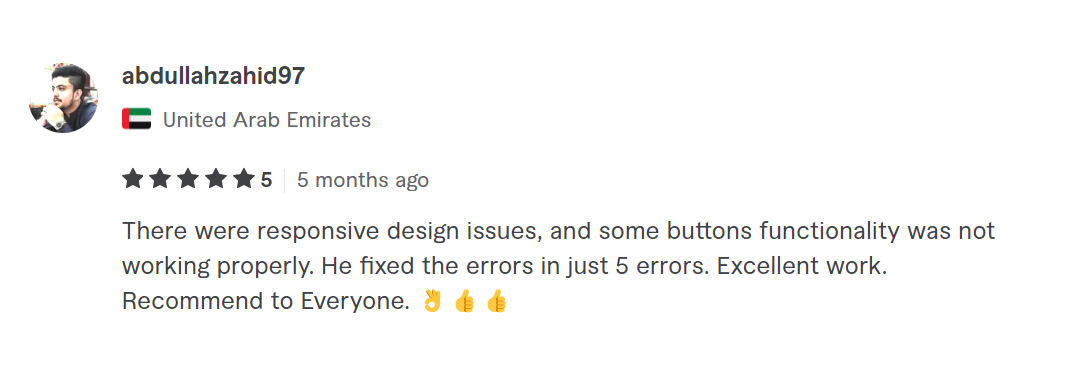 abdullahzahid97
United Arab Emirates
5 | 5 months ago
There were responsive design issues, and some buttons functionality was not
working properly. He fixed the errors in just 5 errors. Excellent work.
Recommend to Everyone. 👌 👍 👍